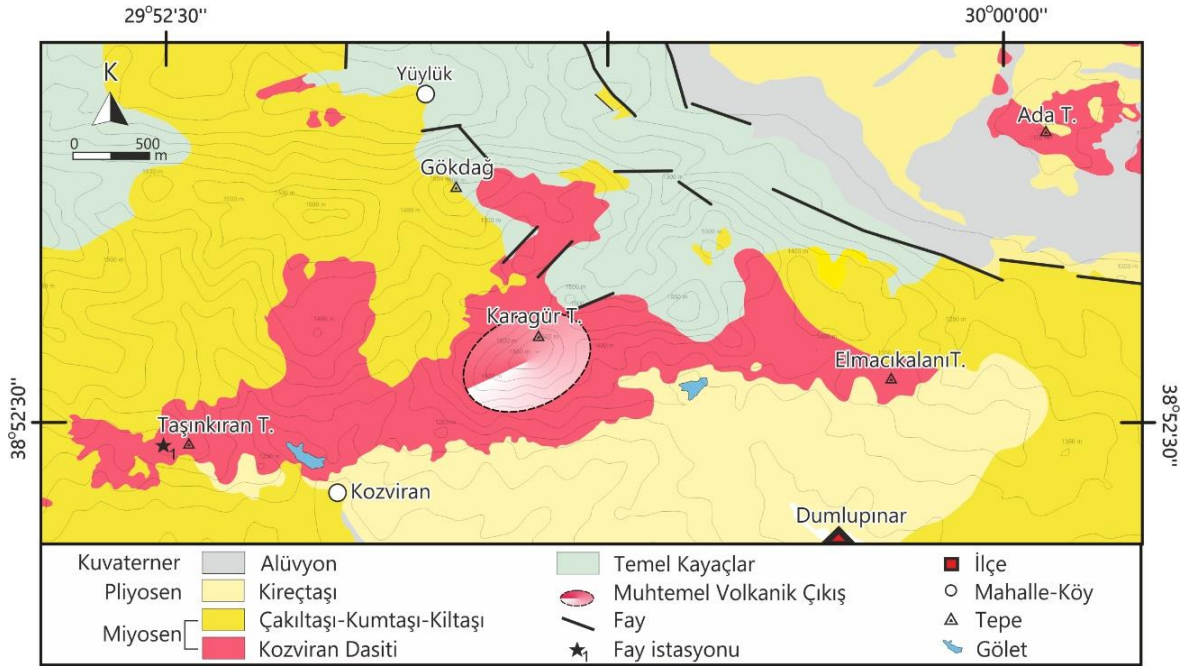 29°52'30"
30°00'00"
K
Yüylük
0 500
m
Ada T.
Gökdağ
Karagür T.
ElmacıkalanıT.
38°52'30"
38°52'30"
Taşınkıran T.
1
Kozviran
Dumlupınar
Kuvaterner Alüvyon
Pliyosen Kireçtaşı
Miyosen Çakıltaşı-Kumtaşı-Kiltaşı
Kozviran Dasiti
Temel Kayaçlar
Muhtemel Volkanik Çıkış
Fay
1 Fay istasyonu
İlçe
Mahalle-Köy
Tepe
Gölet